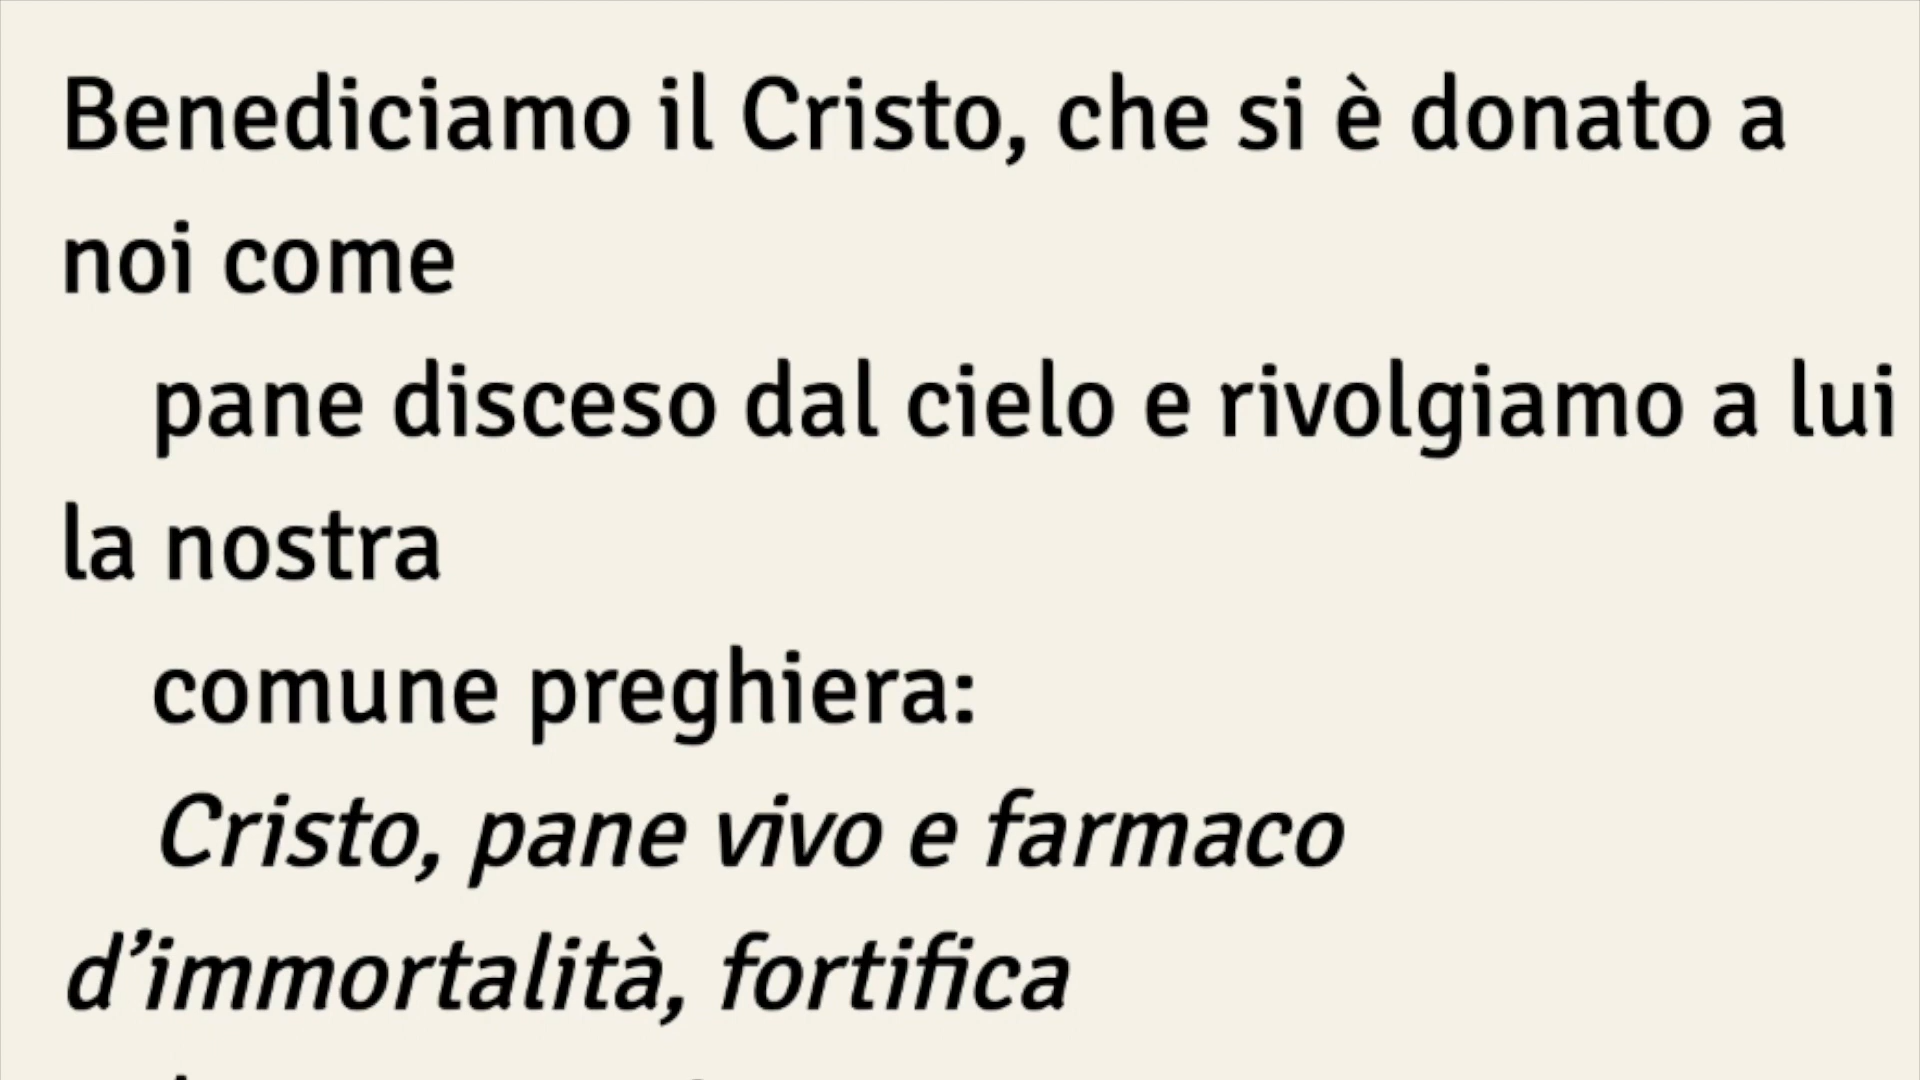 Benediciamo il Cristo, che si è donato a
noi come
pane disceso dal cielo e rivolgiamo a lui
la nostra
comune preghiera:
Cristo, pane vivo e farmaco
d’immortalità, fortifica